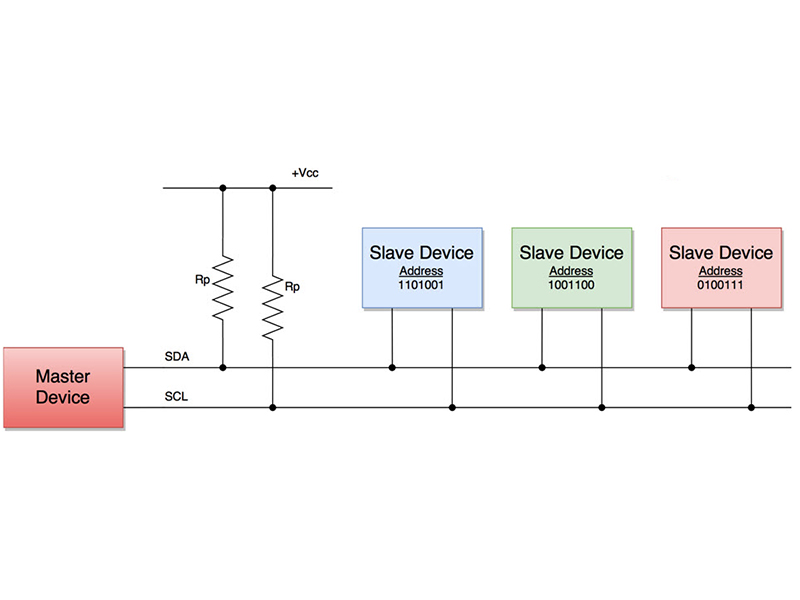 +Vcc
Rp
Rp
Slave Device
Address
1101001
Slave Device
Address
1001100
Slave Device
Address
0100111
Master
Device
SDA
SCL